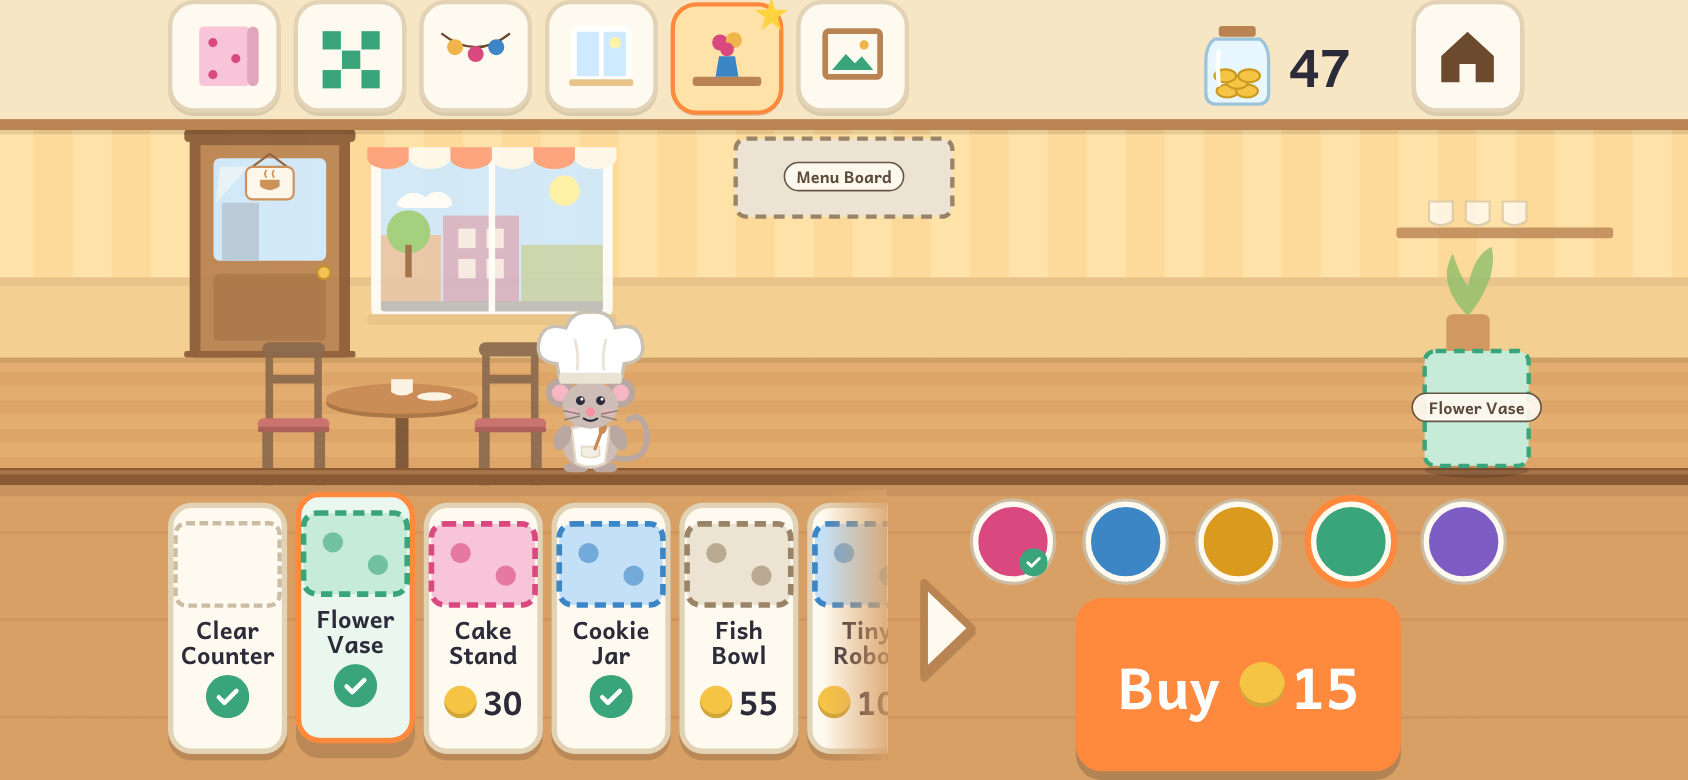 47
Menu Board
Flower Vase
Clear
Counter
Flower
Vase
Cake
Stand
30
Cookie
Jar
Fish
Bowl
55
Tiny
Buy 15